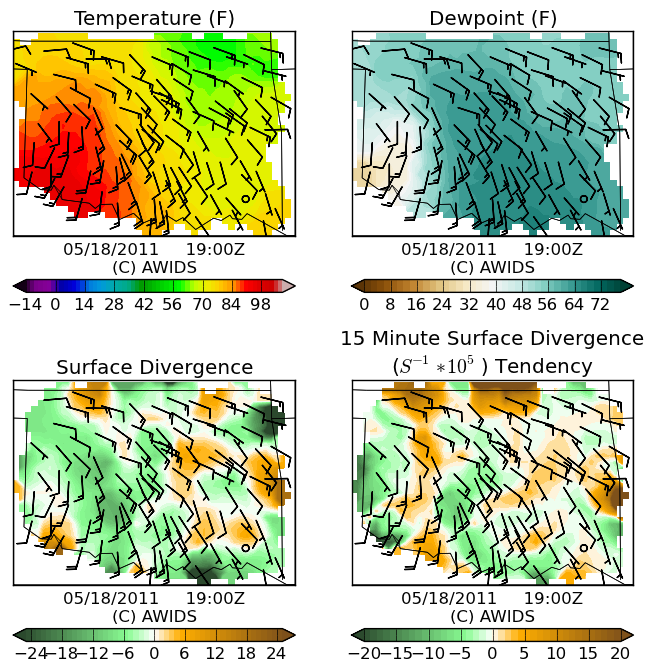 Temperature (F)
Dewpoint (F)
05/18/2011 19:00Z
(C) AWIDS
05/18/2011 19:00Z
(C) AWIDS
−14 0 14 28 42 56 70 84 98
0 8 16 24 32 40 48 56 64 72
Surface Divergence
15 Minute Surface Divergence
(S⁻¹ *10⁵ ) Tendency
05/18/2011 19:00Z
(C) AWIDS
05/18/2011 19:00Z
(C) AWIDS
−24−18−12 −6 0 6 12 18 24
−20−15−10 −5 0 5 10 15 20